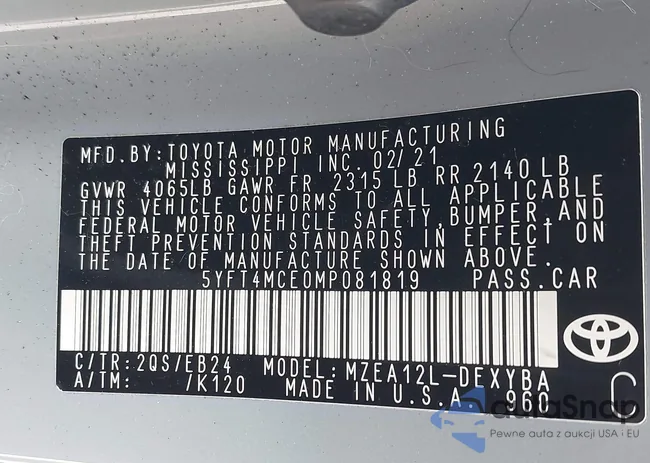 MFD.BY:TOYOTA MOTOR MANUFACTURING
MISSISSIPPI INC. 02/21
GVWR 4065LB GAWR FR 2315 LB RR 2140 LB
THIS VEHICLE CONFORMS TO ALL APPLICABLE
FEDERAL MOTOR VEHICLE SAFETY,BUMPER,AND
THEFT PREVENTION STANDARDS IN EFFECT ON
THE DATE OF MANUFACTURE SHOWN ABOVE.
5YFT4MCE0MP081819 PASS.CAR
C/TR:2QS/EB24 MODEL:MZEA12L-DEXYBA
A/TM: /K120 MADE IN U.S.A 960 C
autoSnap
Pewne auta z aukcji USA i EU